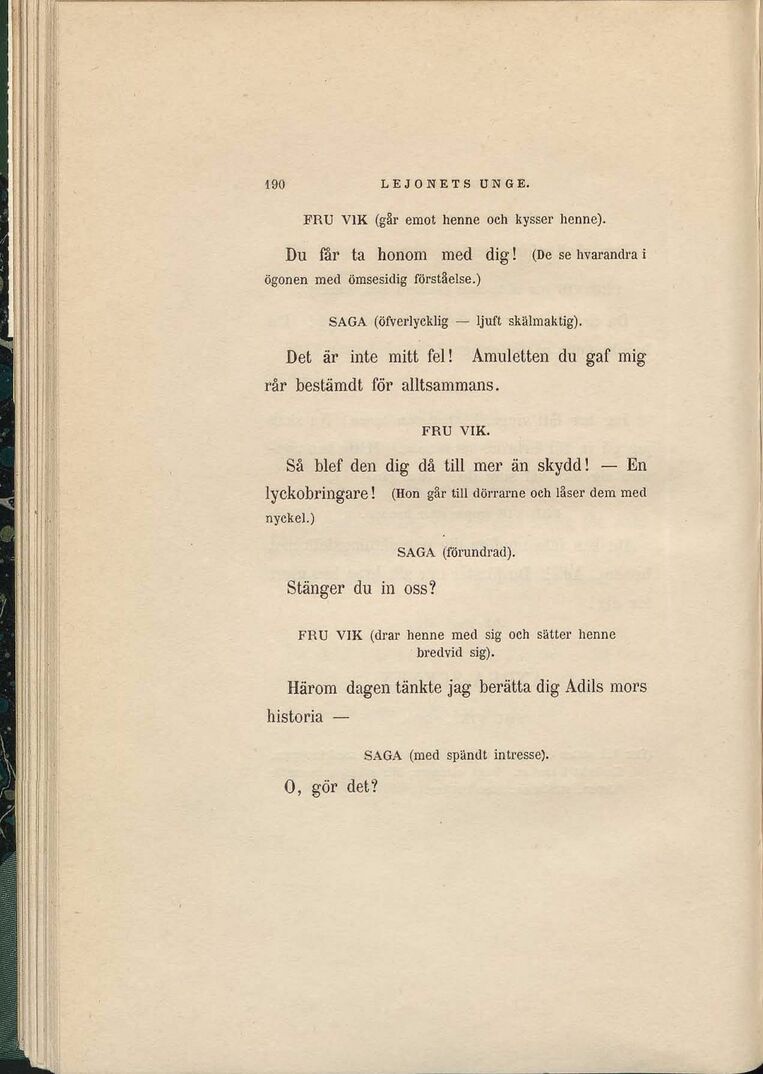 190 LEJONETS UNGE.
FRU VIK (går emot henne och kysser henne).
Du får ta honom med dig! (De se hvarandra i
ögonen med ömsesidig förståelse.)
SAGA (öfverlycklig — ljuft skälmaktig).
Det är inte mitt fel! Amuletten du gaf mig
rår bestämdt för alltsammans.
FRU VIK.
Så blef den dig då till mer än skydd! — En
lyckobringare! (Hon går till dörrarne och låser dem med
nyckel.)
SAGA (förundrad).
Stänger du in oss?
FRU VIK (drar henne med sig och sätter henne
bredvid sig).
Härom dagen tänkte jag berätta dig Adils mors
historia —
SAGA (med spändt intresse).
O, gör det?